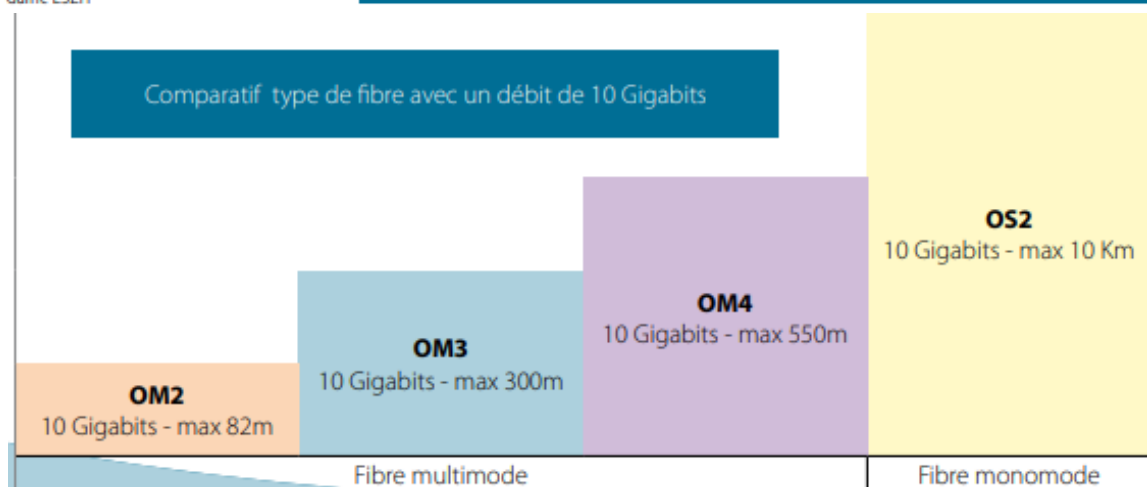 Comparatif type de fibre avec un débit de 10 Gigabits
OS2
10 Gigabits - max 10 Km
OM4
10 Gigabits - max 550m
OM3
10 Gigabits - max 300m
OM2
10 Gigabits - max 82m
Fibre multimode
Fibre monomode